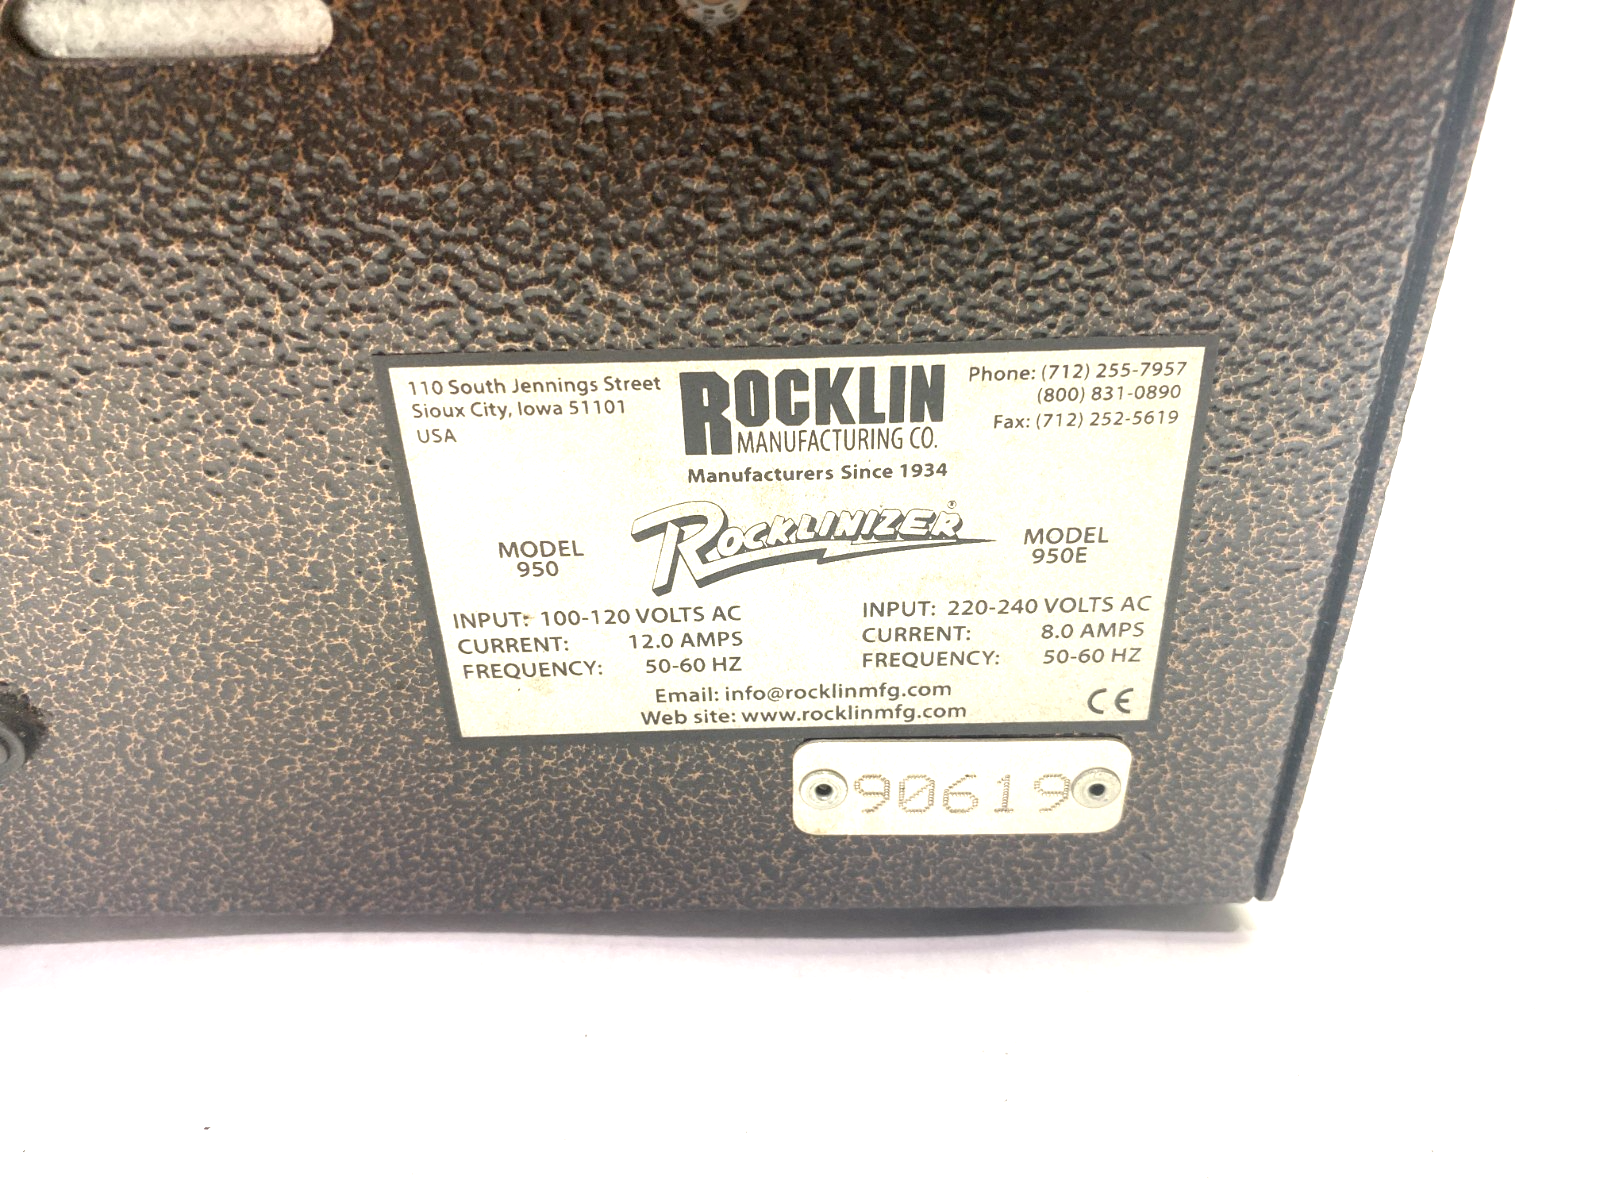 110 South Jennings Street
Sioux City, Iowa 51101
USA
ROCKLIN
MANUFACTURING CO.
Manufacturers Since 1934
Phone: (712) 255-7957
(800) 831-0890
Fax: (712) 252-5619
ROCKLINIZER®
MODEL
950
INPUT: 100-120 VOLTS AC
CURRENT: 12.0 AMPS
FREQUENCY: 50-60 HZ
MODEL
950E
INPUT: 220-240 VOLTS AC
CURRENT: 8.0 AMPS
FREQUENCY: 50-60 HZ
Email: info@rocklinmfg.com
Web site: www.rocklinmfg.com
CE
90619